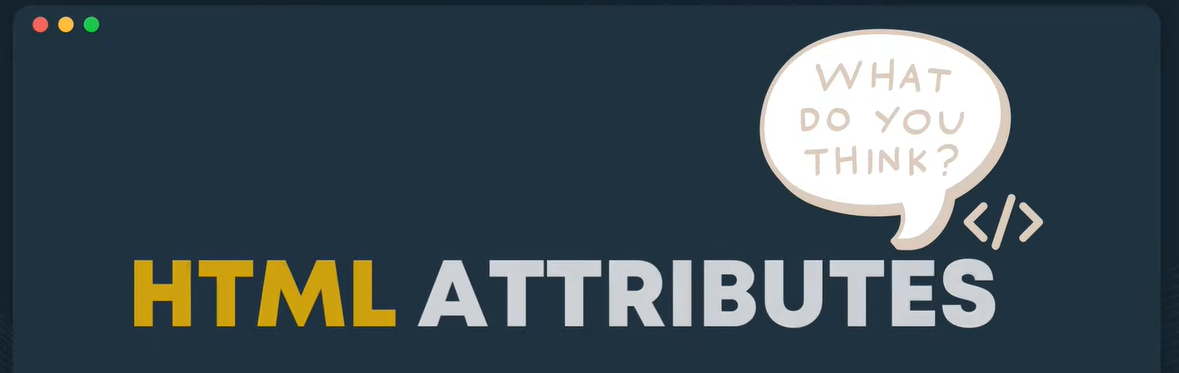 WHAT
DO YOU
THINK?
</>
HTML ATTRIBUTES